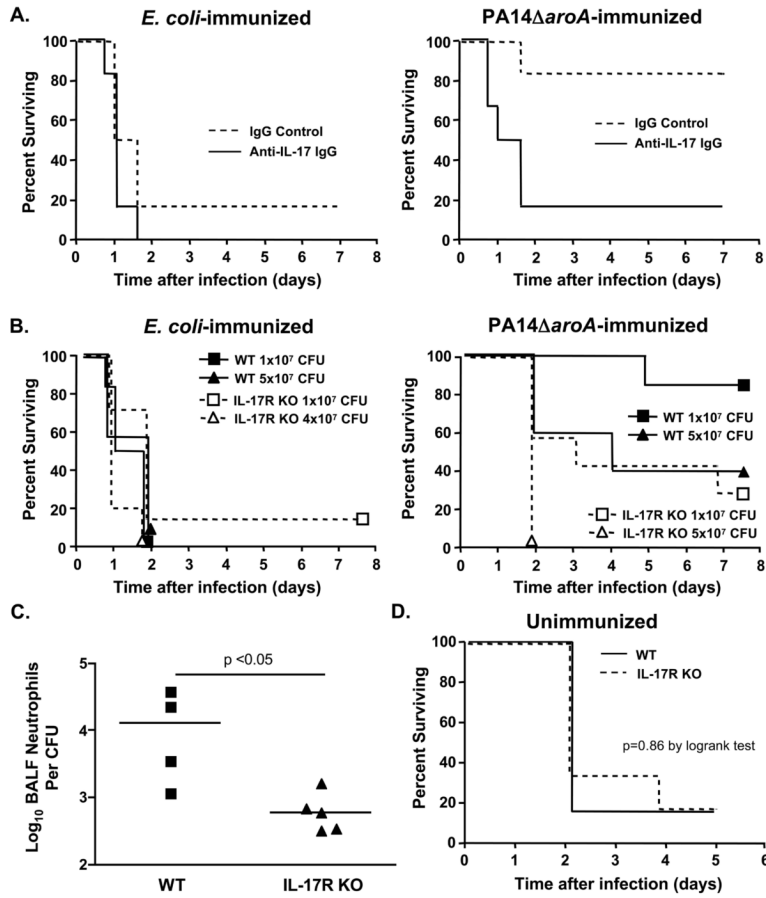 A.
E. coli-immunized
PA14ΔaroA-immunized
Percent Surviving
100
80
60
40
20
0
IgG Control
Anti-IL-17 IgG
0 1 2 3 4 5 6 7 8
Time after infection (days)
Percent Surviving
100
80
60
40
20
0
IgG Control
Anti-IL-17 IgG
0 1 2 3 4 5 6 7 8
Time after infection (days)
B.
E. coli-immunized
PA14ΔaroA-immunized
Percent Surviving
100
80
60
40
20
0
WT 1x10⁷ CFU
WT 5x10⁷ CFU
IL-17R KO 1x10⁷ CFU
IL-17R KO 4x10⁷ CFU
0 1 2 3 4 5 6 7 8
Time after infection (days)
Percent Surviving
100
80
60
40
20
0
WT 1x10⁷ CFU
WT 5x10⁷ CFU
IL-17R KO 1x10⁷ CFU
IL-17R KO 5x10⁷ CFU
0 1 2 3 4 5 6 7 8
Time after infection (days)
C.
Log₁₀ BALF Neutrophils
Per CFU
5
4
3
2
p <0.05
WT IL-17R KO
D.
Unimmunized
Percent Surviving
100
80
60
40
20
0
WT
IL-17R KO
p=0.86 by logrank test
0 1 2 3 4 5 6
Time after infection (days)